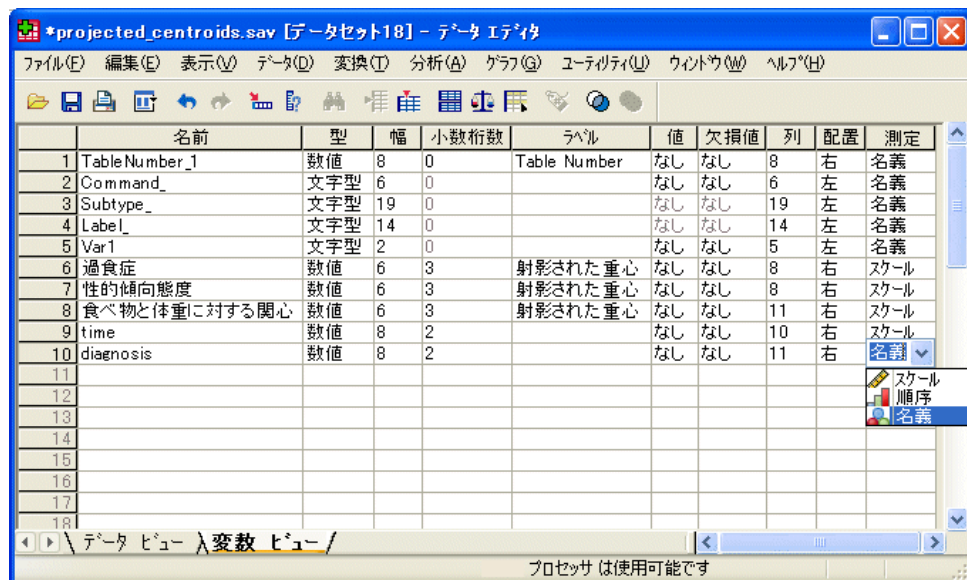 *projected_centroids.sav [データセット18] - データ エディタ
ファイル(F) 編集(E) 表示(V) データ(D) 変換(T) 分析(A) グラフ(G) ユーティリティ(U) ウィンドウ(W) ヘルプ(H)
名前 型 幅 小数桁数 ラベル 値 欠損値 列 配置 測定
1 TableNumber_1 数値 8 0 Table Number なし なし 8 右 名義
2 Command_ 文字型 6 0 なし なし 6 左 名義
3 Subtype_ 文字型 19 0 なし なし 19 左 名義
4 Label_ 文字型 14 0 なし なし 14 左 名義
5 Var1 文字型 2 0 なし なし 5 左 名義
6 過食症 数値 6 3 射影された重心 なし なし 8 右 スケール
7 性的傾向態度 数値 6 3 射影された重心 なし なし 8 右 スケール
8 食べ物と体重に対する関心 数値 6 3 射影された重心 なし なし 11 右 スケール
9 time 数値 8 2 なし なし 10 右 スケール
10 diagnosis 数値 8 2 なし なし 11 右 名義
11 スケール
12 順序
13 名義
14
15
16
17
18
データ ビュー 変数 ビュー
プロセッサ は使用可能です